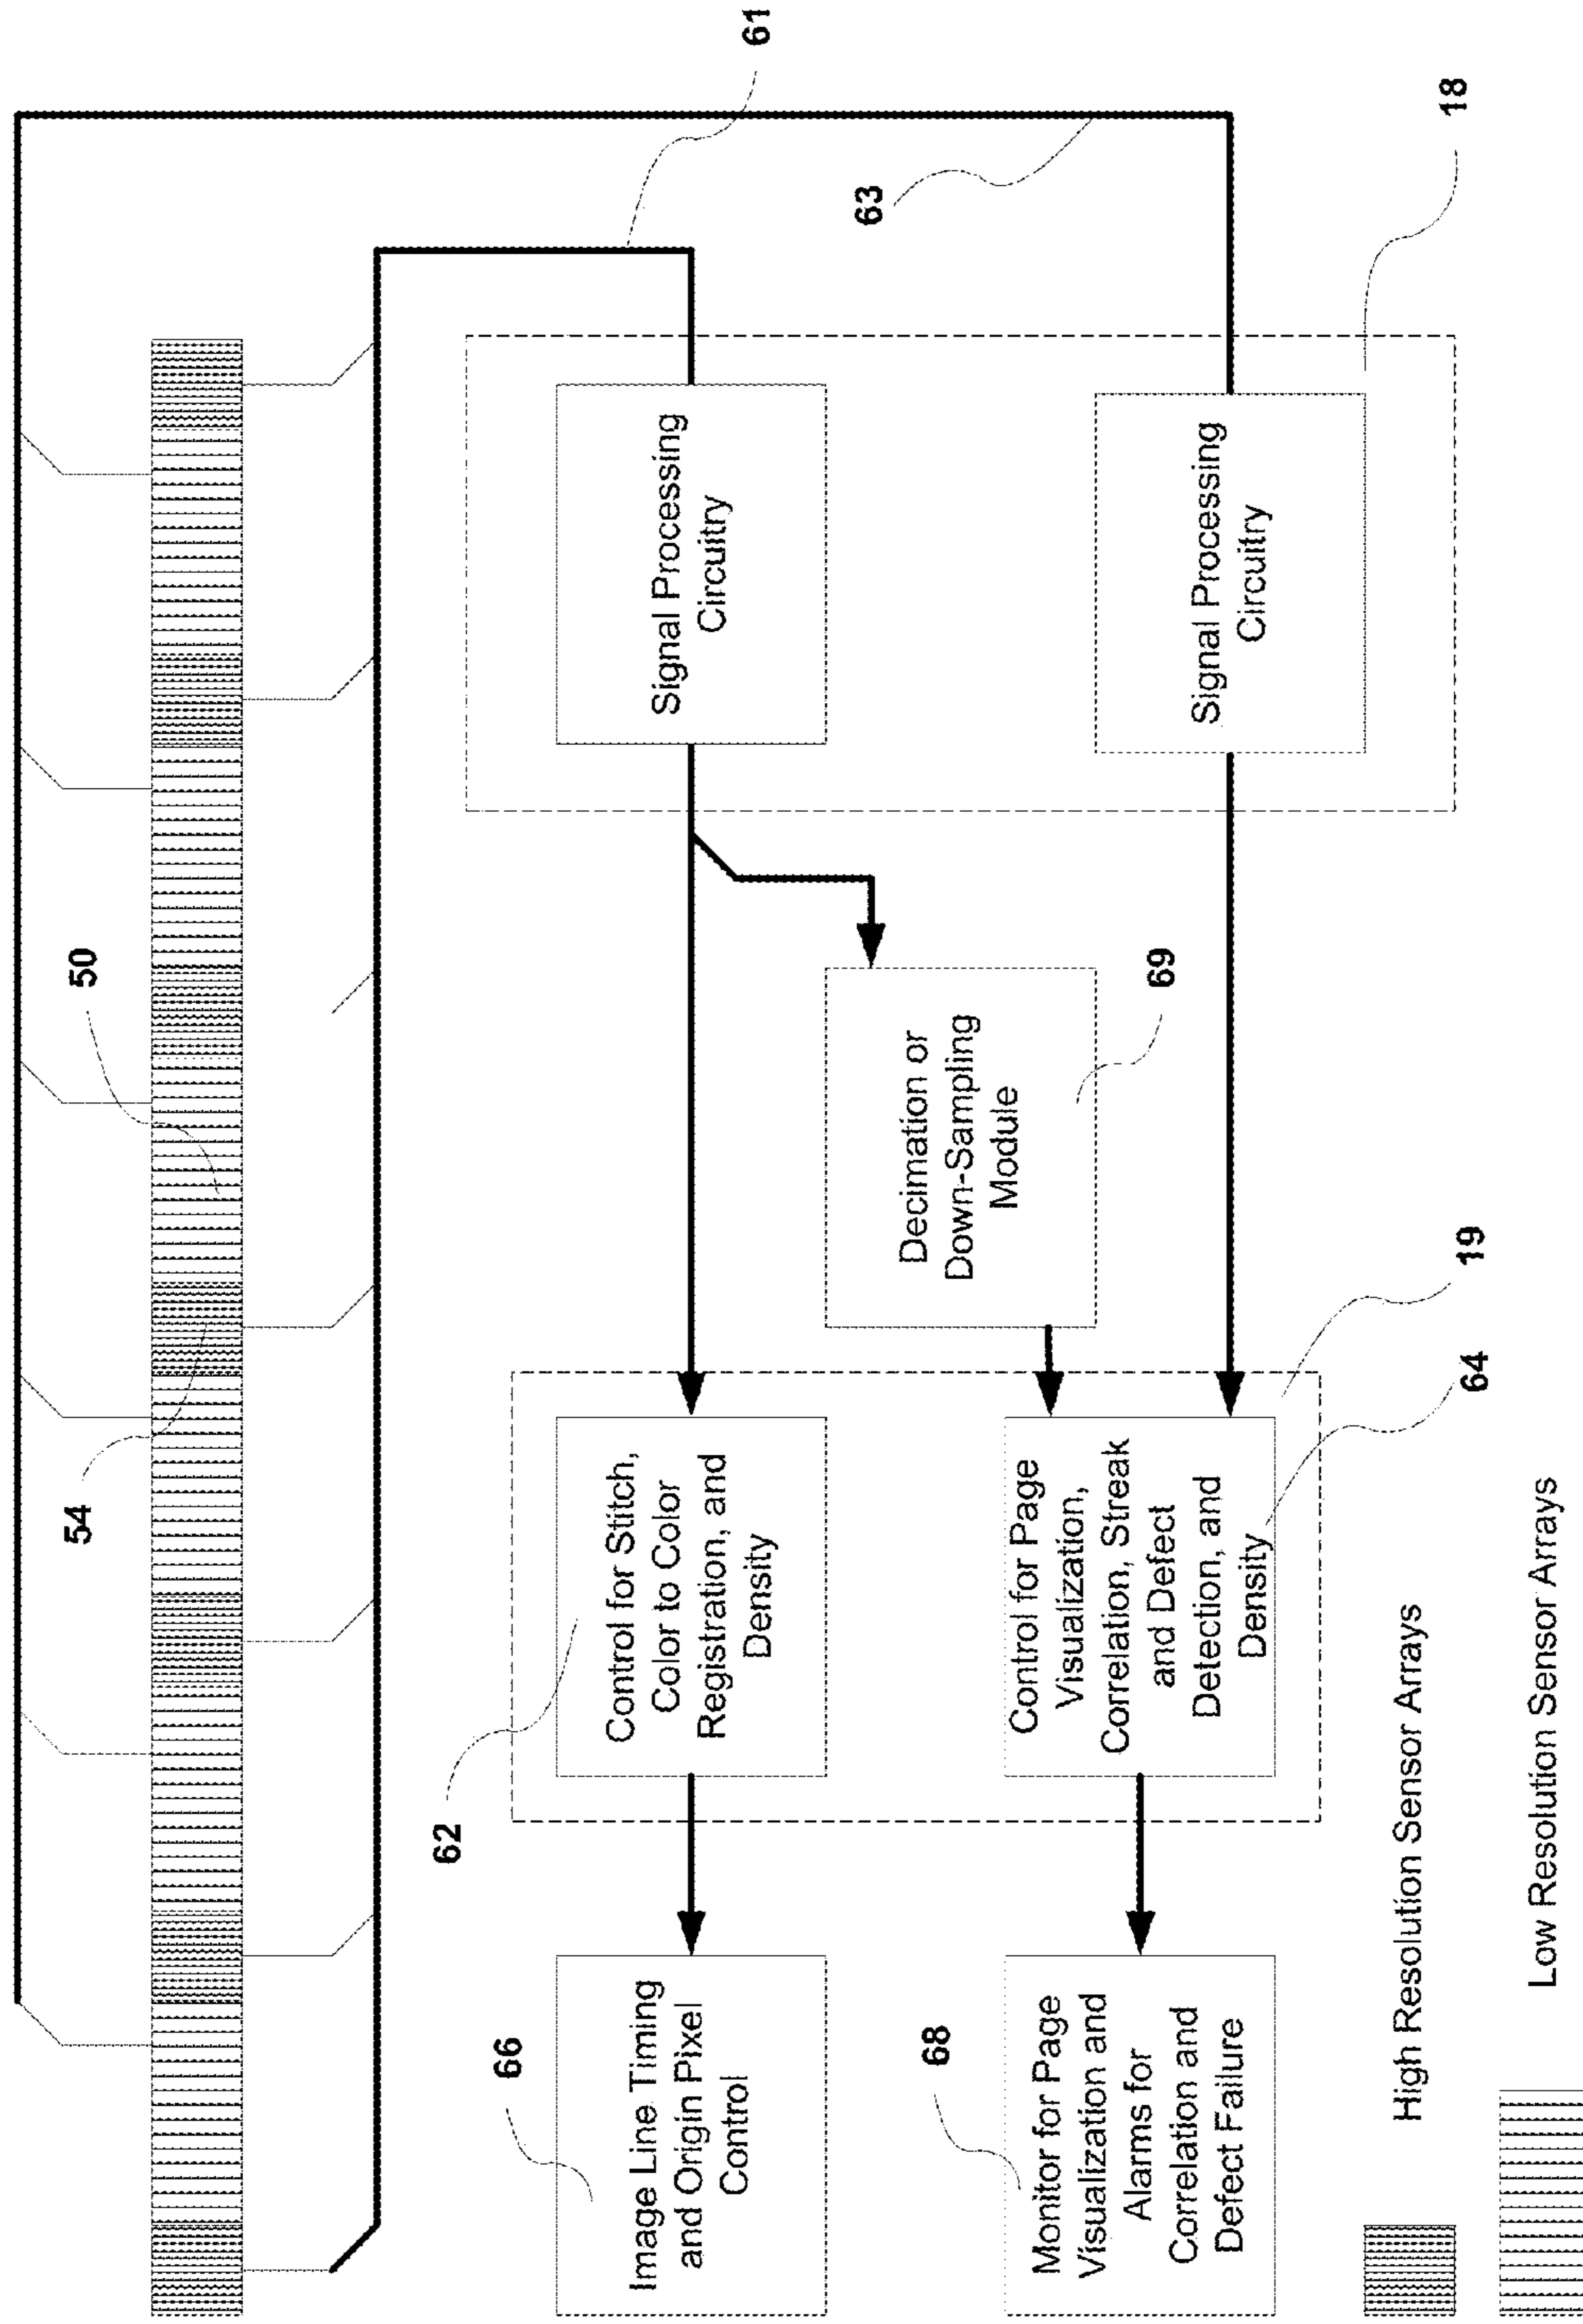 61
63
18
50
54
Signal Processing
Circuitry
Signal Processing
Circuitry
Decimation or
Down-Sampling
Module
69
19
64
Control for Stitch,
Color to Color
Registration, and
Density
Control for Page
Visualization,
Correlation, Streak
and Defect
Detection, and
Density
62
66
Image Line Timing
and Origin Pixel
Control
68
Monitor for Page
Visualization and
Alarms for
Correlation and
Defect Failure
High Resolution Sensor Arrays
Low Resolution Sensor Arrays